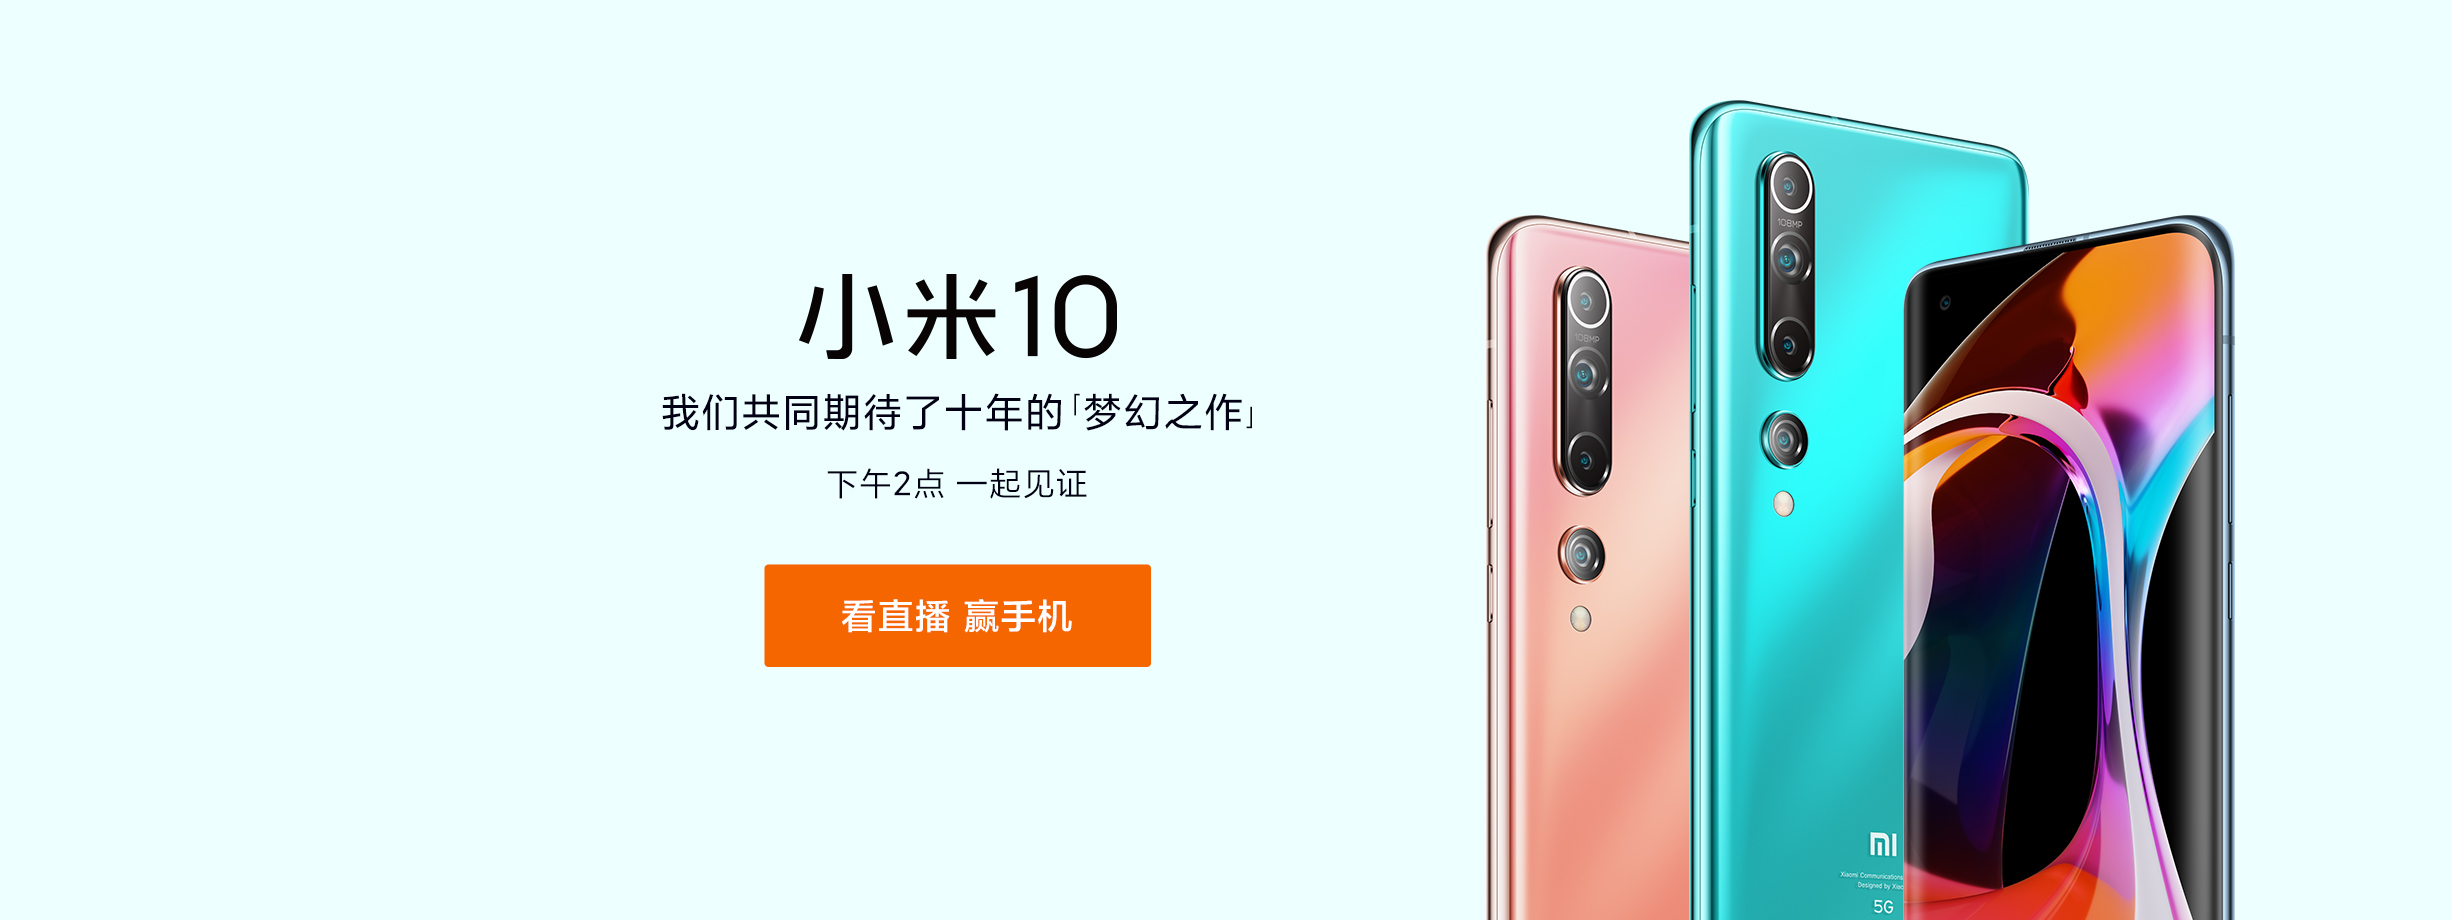 小米10
我们共同期待了十年的「梦幻之作」
下午2点 一起见证
看直播 赢手机
108MP
108MP
MI
Xiaomi Communications
Designed by Xiao
5G